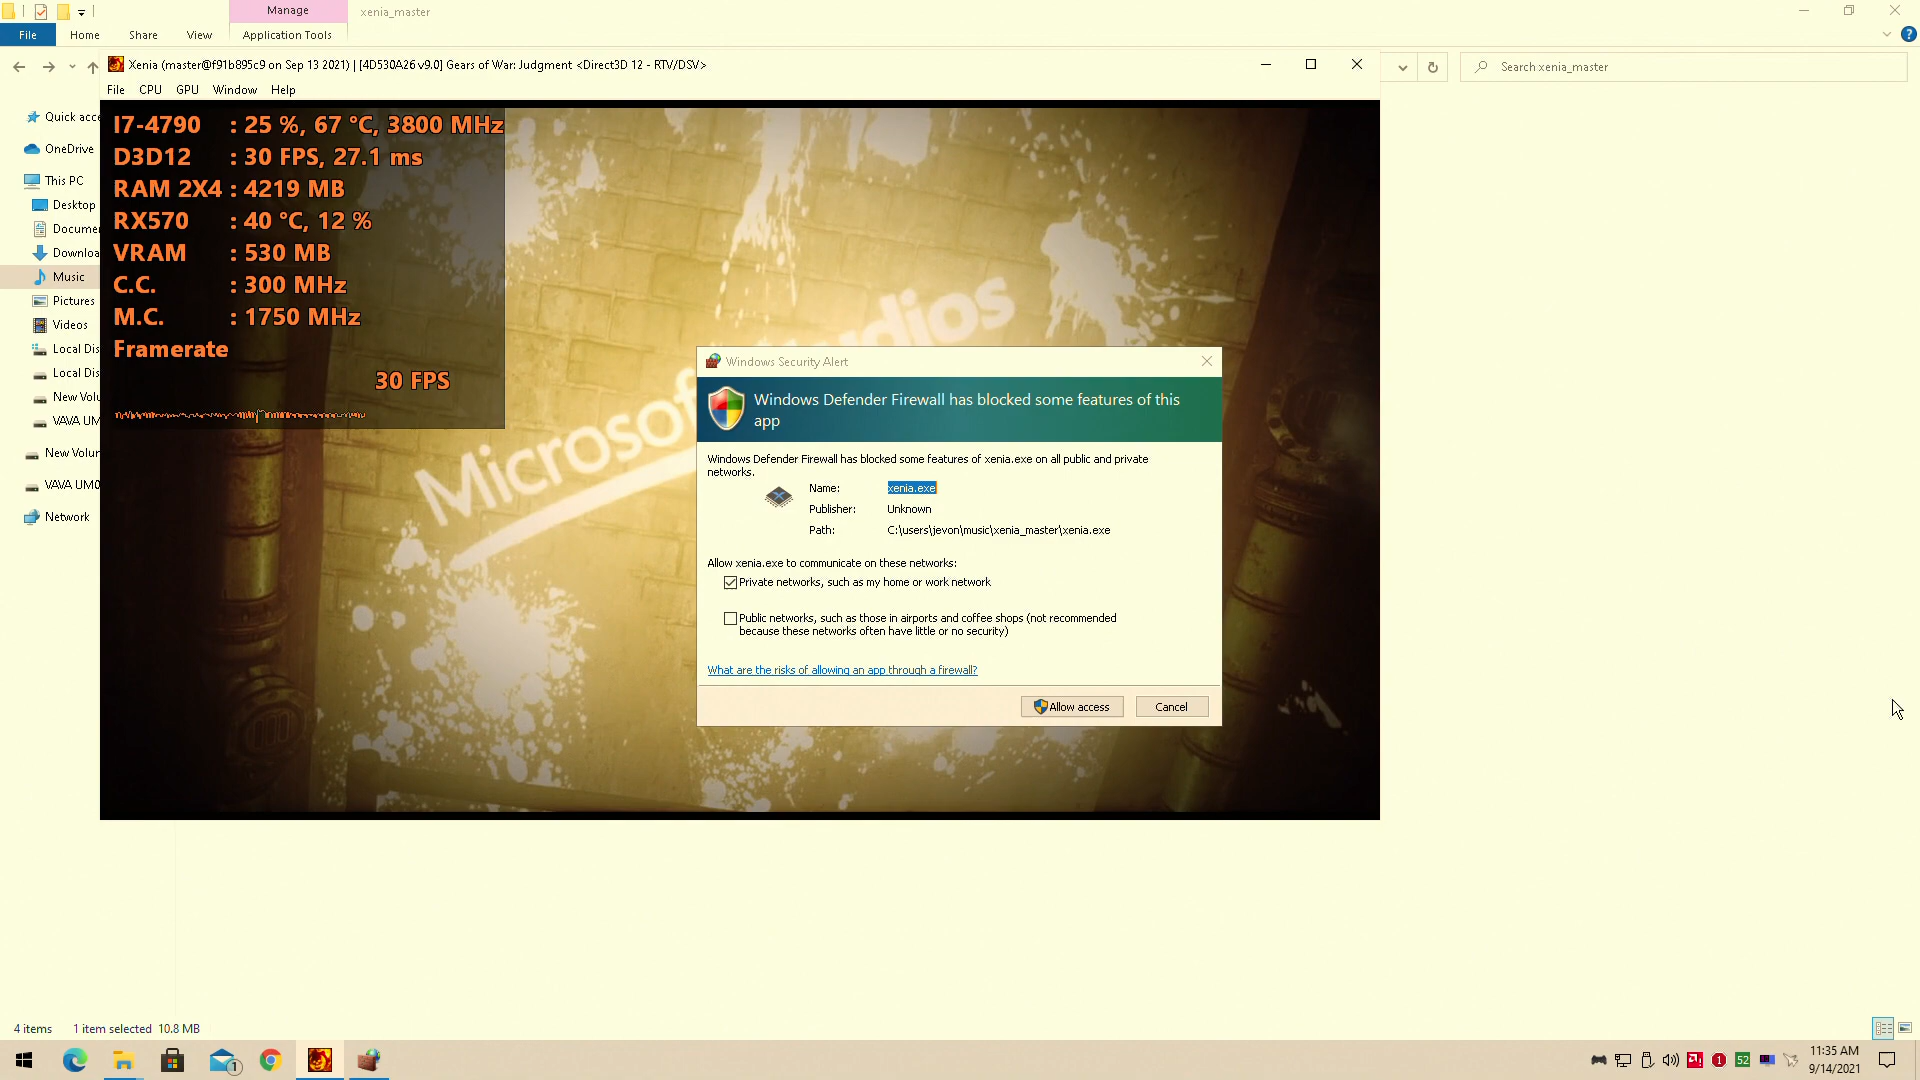 Manage
xenia_master
File
Home
Share
View
Application Tools
Xenia (master@f91b895c9 on Sep 13 2021) | [4D530A26 v9.0] Gears of War: Judgment <Direct3D 12 - RTV/DSV>
Search xenia_master
File
CPU
GPU
Window
Help
Quick acce
OneDrive
This PC
Desktop
Documen
Downloa
Music
Pictures
Videos
Local Dis
Local Dis
New Volu
VAVA UM
New Volun
VAVA UM0
Network
I7-4790 : 25 %, 67 °C, 3800 MHz
D3D12 : 30 FPS, 27.1 ms
RAM 2X4 : 4219 MB
RX570 : 40 °C, 12 %
VRAM : 530 MB
C.C. : 300 MHz
M.C. : 1750 MHz
Framerate
30 FPS
Microsof
dios
Windows Security Alert
Windows Defender Firewall has blocked some features of this
app
Windows Defender Firewall has blocked some features of xenia.exe on all public and private
networks.
Name: xenia.exe
Publisher: Unknown
Path: C:\users\jevon\music\xenia_master\xenia.exe
Allow xenia.exe to communicate on these networks:
Private networks, such as my home or work network
Public networks, such as those in airports and coffee shops (not recommended
because these networks often have little or no security)
What are the risks of allowing an app through a firewall?
Allow access
Cancel
4 items
1 item selected 10.8 MB
1
1
52
11:35 AM
9/14/2021